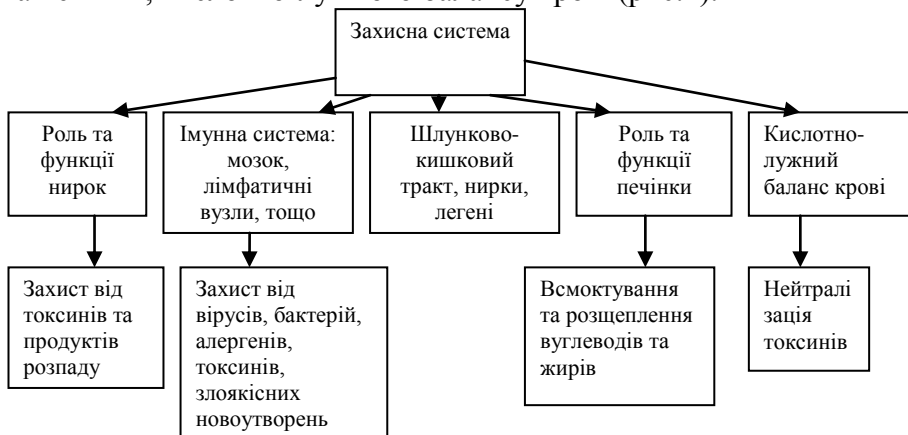 Захисна система
Роль та
функції
нирок
Імунна система:
мозок,
лімфатичні
вузли, тощо
Шлунково-
кишковий
тракт, нирки,
легені
Роль та
функції
печінки
Кислотно-
лужний
баланс крові
Захист від
токсинів та
продуктів
розпаду
Захист від
вірусів, бактерій,
алергенів,
токсинів,
злоякісних
новоутворень
Всмоктування
та розщеплення
вуглеводів та
жирів
Нейтралі
зація
токсинів